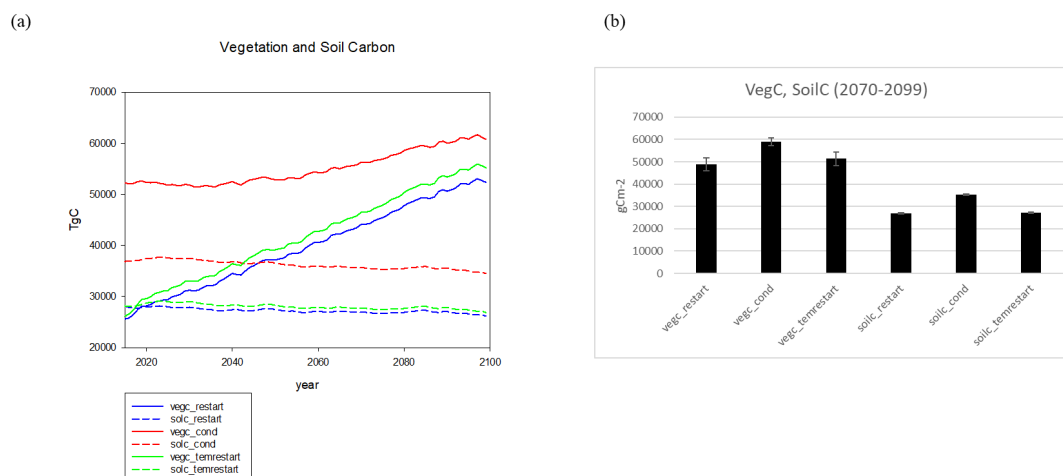 (a)
Vegetation and Soil Carbon
70000
60000
50000
40000
30000
20000
TgC
2020 2040 2060 2080 2100
year
vegc_restart
solc_restart
vegc_cond
solc_cond
vegc_temrestart
solc_temrestart
(b)
VegC, SoilC (2070-2099)
70000
60000
50000
40000
30000
20000
10000
0
gCm-2
vegc_restart
vegc_cond
vegc_temrestart
soilc_restart
soilc_cond
soilc_temrestart